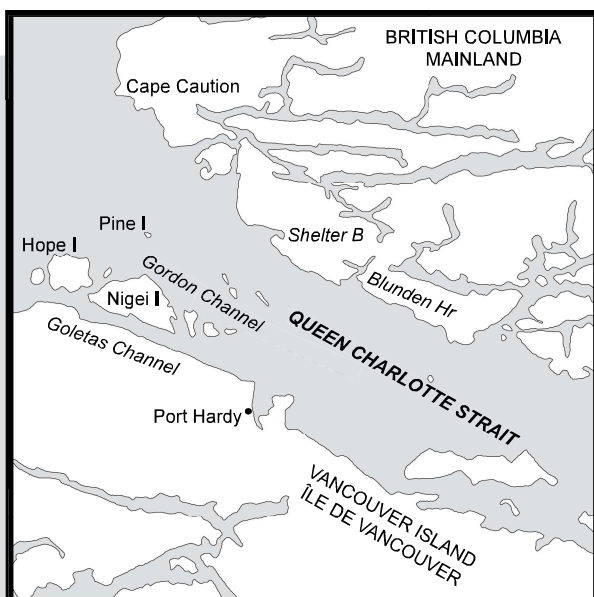 BRITISH COLUMBIA
MAINLAND
Cape Caution
Pine I
Hope I
Shelter B
Gordon Channel
Nigei I
Blunden Hr
Goletas Channel
QUEEN CHARLOTTE STRAIT
Port Hardy
VANCOUVER ISLAND
ÎLE DE VANCOUVER